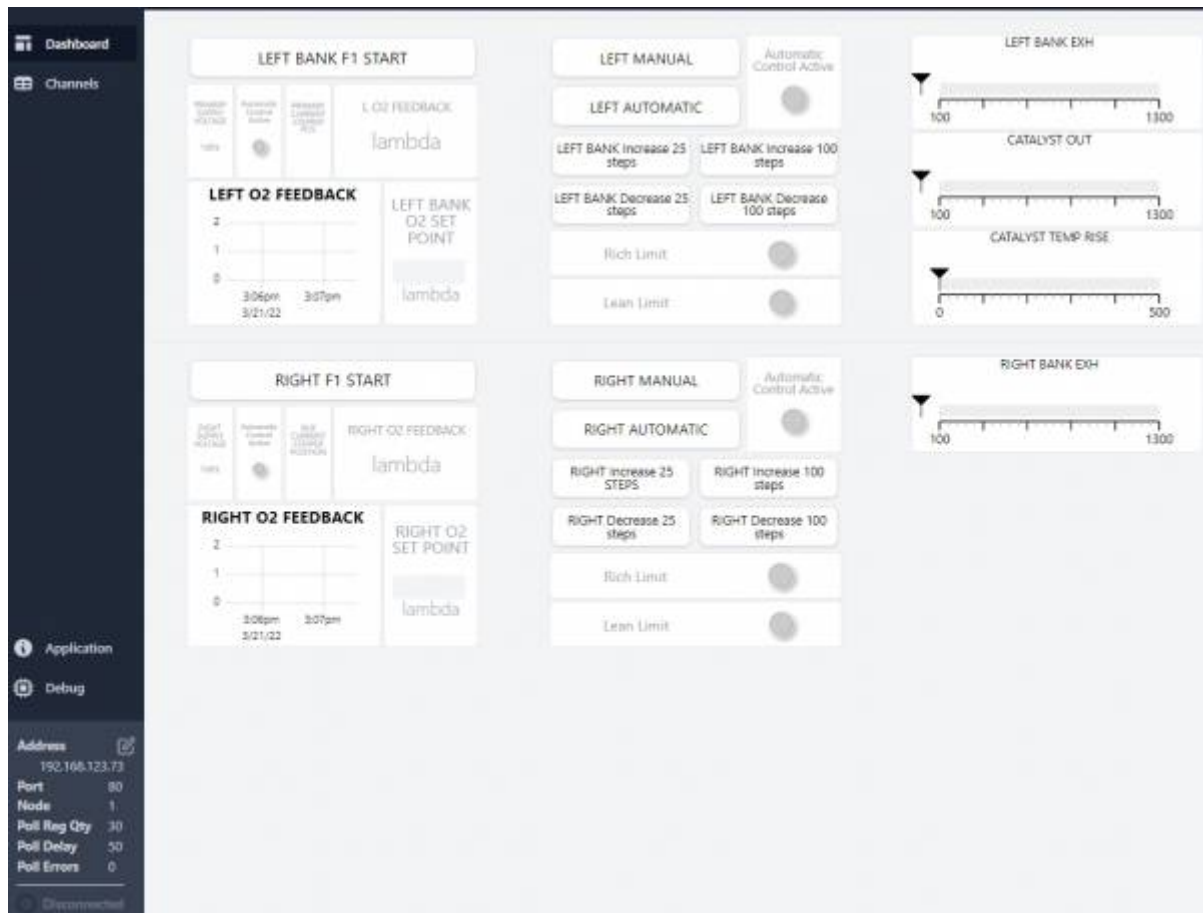 Dashboard
Channels
LEFT BANK F1 START
L O2 FEEDBACK
lambda
LEFT O2 FEEDBACK
2
1
0
3:06pm 3:07pm
3/21/22
LEFT BANK
O2 SET
POINT
lambda
LEFT MANUAL
Automatic
Control Active
LEFT AUTOMATIC
LEFT BANK Increase 25
steps
LEFT BANK Increase 100
steps
LEFT BANK Decrease 25
steps
LEFT BANK Decrease
100 steps
Rich Limit
Lean Limit
LEFT BANK EXH
100 1300
CATALYST OUT
100 1300
CATALYST TEMP RISE
0 500
RIGHT F1 START
RIGHT O2 FEEDBACK
lambda
RIGHT O2 FEEDBACK
2
1
0
3:06pm 3:07pm
3/21/22
RIGHT O2
SET POINT
lambda
RIGHT MANUAL
Automatic
Control Active
RIGHT AUTOMATIC
RIGHT Increase 25
STEPS
RIGHT Increase 100
steps
RIGHT Decrease 25
steps
RIGHT Decrease 100
steps
Rich Limit
Lean Limit
RIGHT BANK EXH
100 1300
Application
Debug
Address
192.168.123.73
Port 80
Node 1
Poll Reg Qty 30
Poll Delay 50
Poll Errors 0
Disconnected